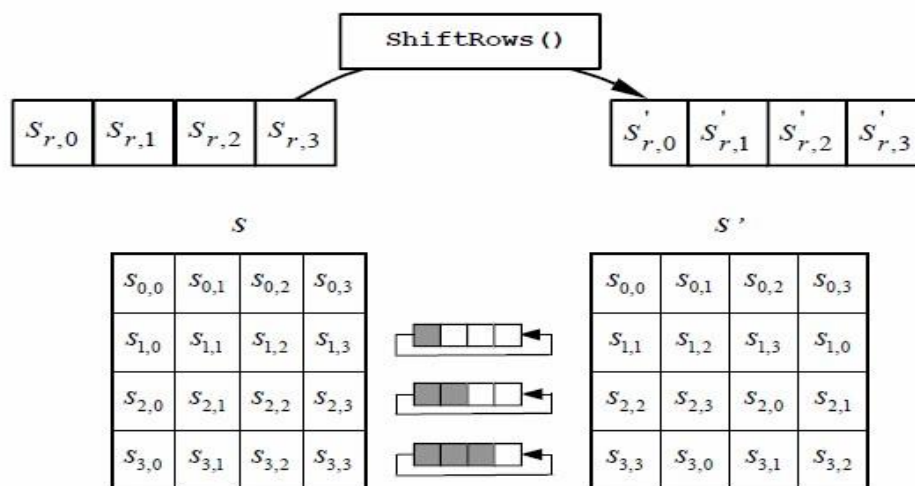 ShiftRows()
S_{r,0} S_{r,1} S_{r,2} S_{r,3} S'_{r,0} S'_{r,1} S'_{r,2} S'_{r,3}
S S’
S_{0,0} S_{0,1} S_{0,2} S_{0,3} S_{0,0} S_{0,1} S_{0,2} S_{0,3}
S_{1,0} S_{1,1} S_{1,2} S_{1,3} S_{1,1} S_{1,2} S_{1,3} S_{1,0}
S_{2,0} S_{2,1} S_{2,2} S_{2,3} S_{2,2} S_{2,3} S_{2,0} S_{2,1}
S_{3,0} S_{3,1} S_{3,2} S_{3,3} S_{3,3} S_{3,0} S_{3,1} S_{3,2}